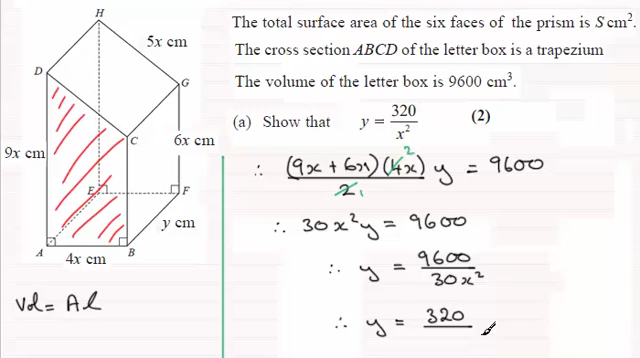 The total surface area of the six faces of the prism is S cm².
The cross section ABCD of the letter box is a trapezium
The volume of the letter box is 9600 cm³.
(a) Show that y = 320/x² (2)
H
5x cm
D
G
C
6x cm
9x cm
E
F
y cm
A
4x cm
B
Vol = Al
∴ (9x + 6x)(4x)/2 y = 9600
2
1
∴ 30x²y = 9600
∴ y = 9600/30x²
∴ y = 320/